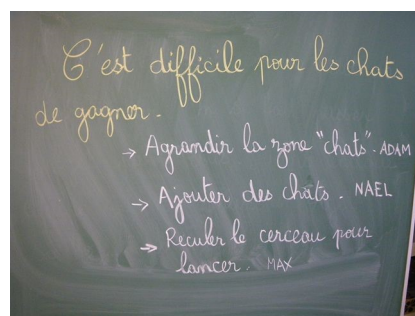 C'est difficile pour les chats
de gagner.
→ Agrandir la zone "chats". ADAM
→ Ajouter des chats. NAEL
→ Reculer le cerceau pour
lancer. MAX